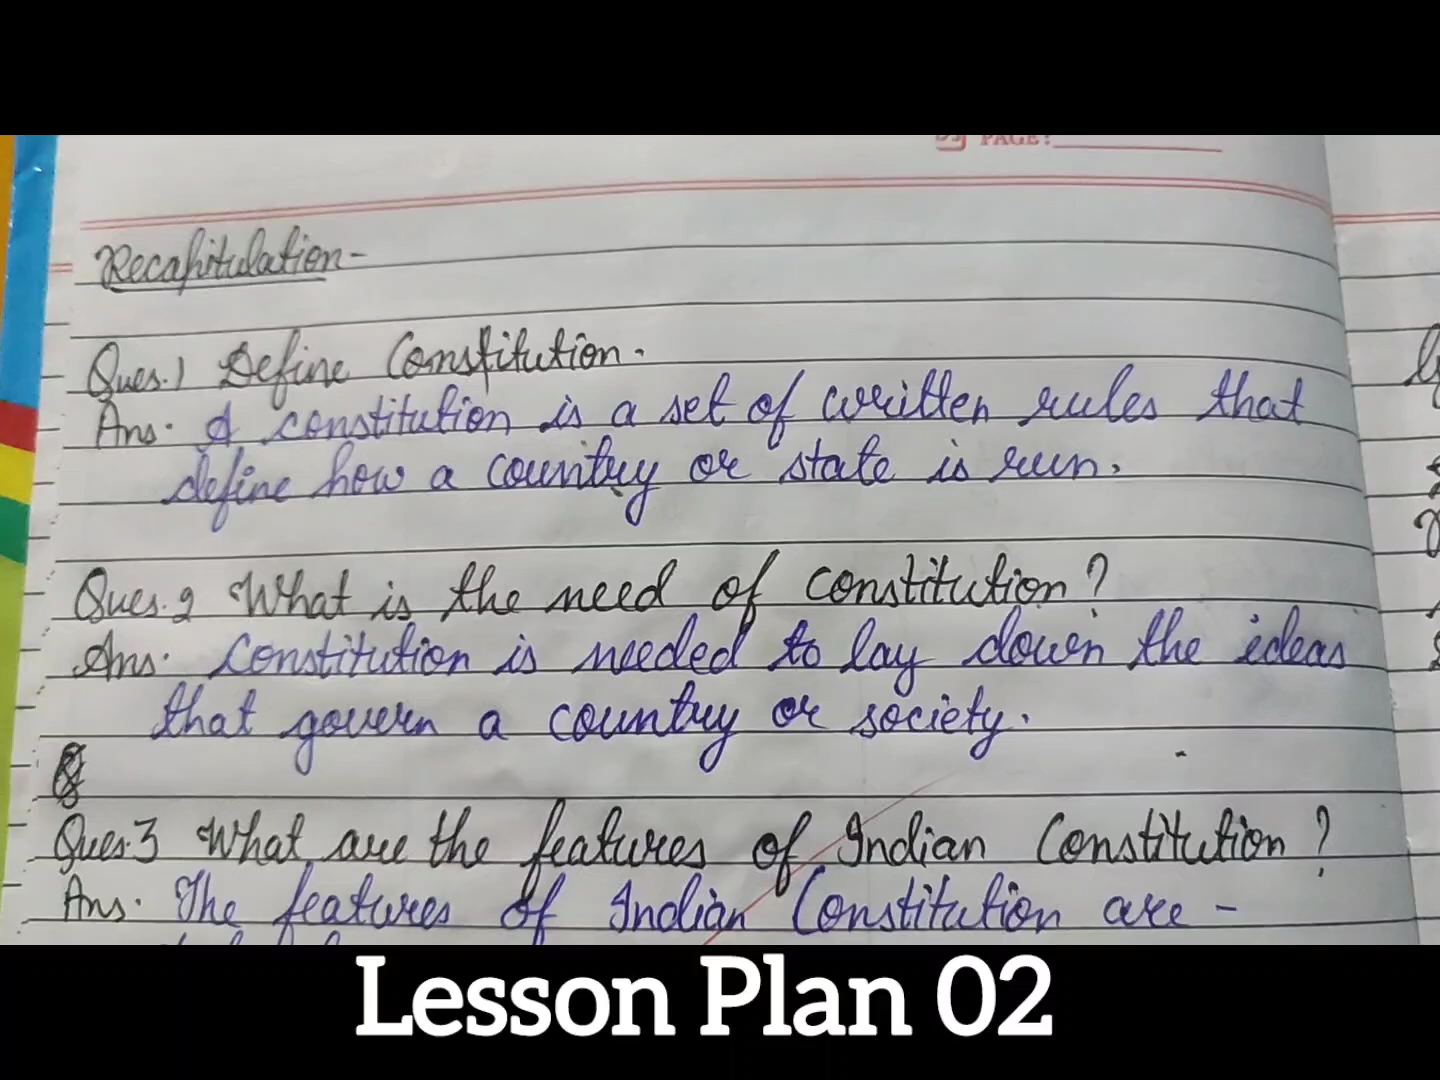 PAGE:
Recapitulation-
Ques.1 Define Constitution.
Ans. A constitution is a set of written rules that
define how a country or state is run.
Ques.2 What is the need of constitution?
Ans. Constitution is needed to lay down the ideas
that govern a country or society.
Ques.3 What are the features of Indian Constitution?
Ans. The features of Indian Constitution are -
Lesson Plan 02